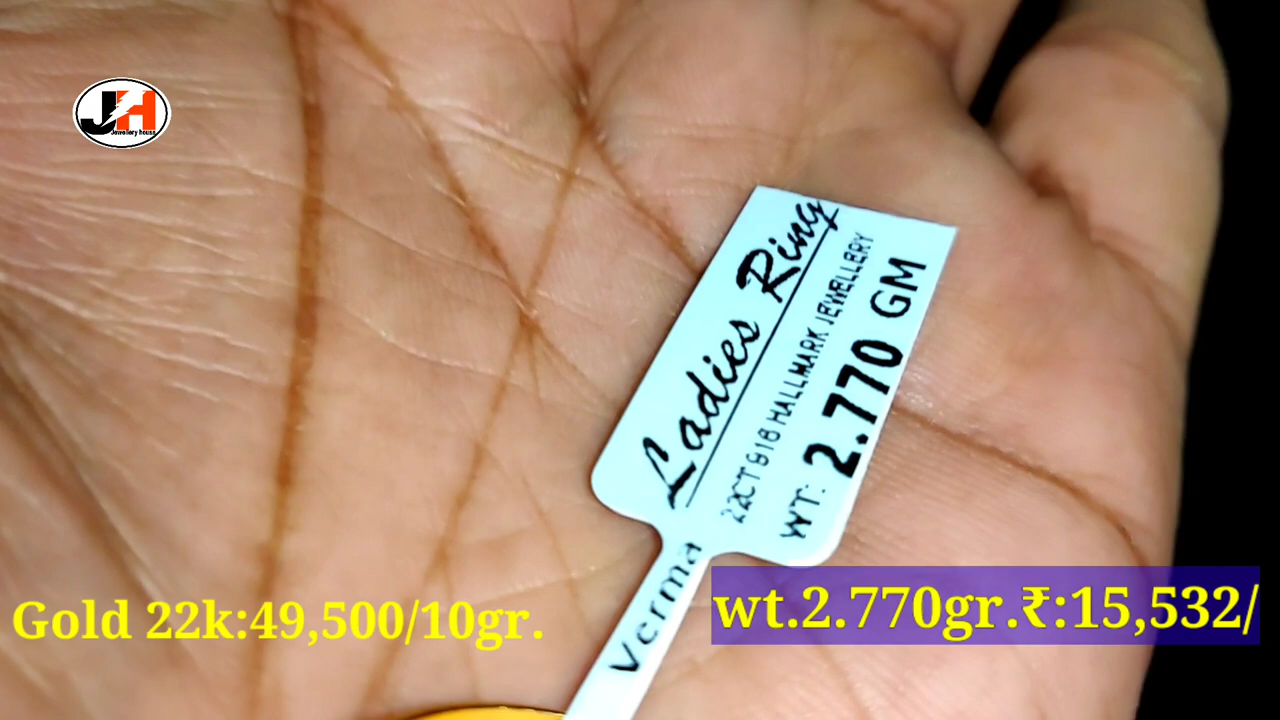 JH
Jewellery house
Ladies Ring
22CT 916 HALLMARK JEWELLERY
WT: 2.770 GM
Verma
Gold 22k:49,500/10gr.
wt.2.770gr.₹:15,532/